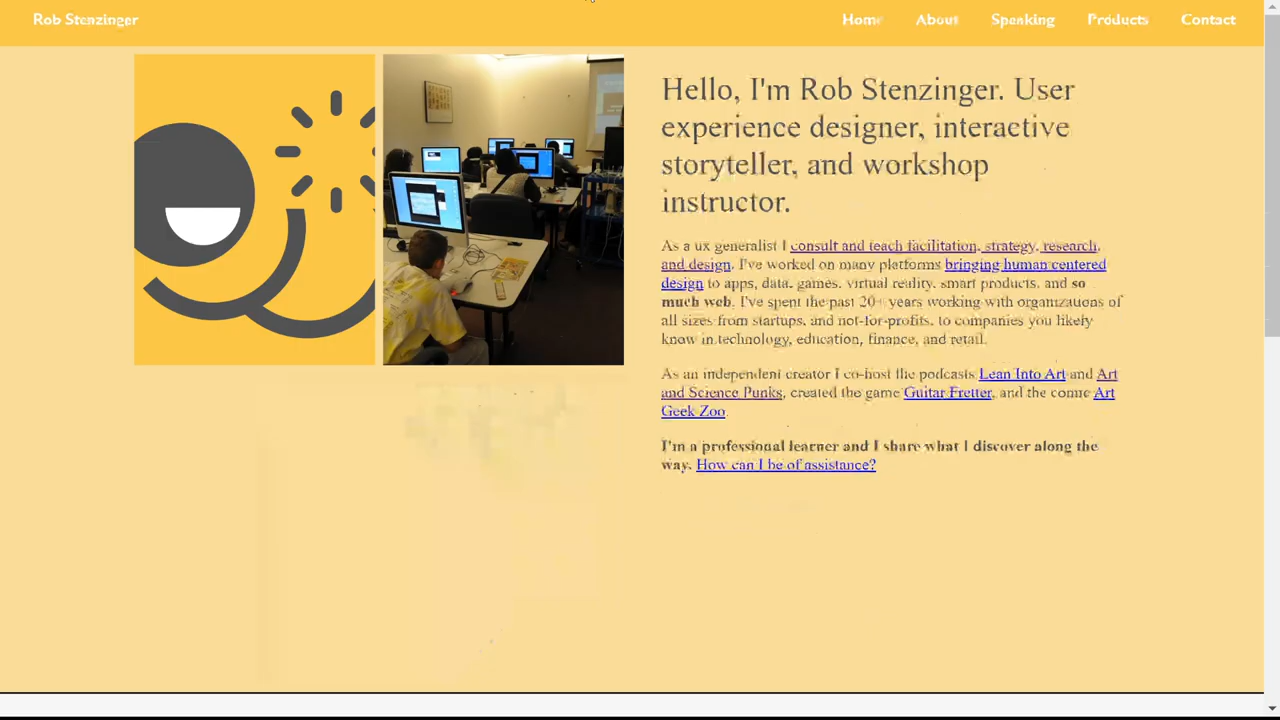 Rob Stenzinger
Home About Speaking Products Contact
Hello, I'm Rob Stenzinger. User
experience designer, interactive
storyteller, and workshop
instructor.
As a ux generalist I consult and teach facilitation, strategy, research,
and design. I've worked on many platforms bringing human centered
design to apps, data, games, virtual reality, smart products, and so
much web. I've spent the past 20+ years working with organizations of
all sizes from startups, and not-for-profits, to companies you likely
know in technology, education, finance, and retail.
As an independent creator I co-host the podcasts Lean Into Art and Art
and Science Punks, created the game Guitar Fretter, and the comic Art
Geek Zoo.
I'm a professional learner and I share what I discover along the
way. How can I be of assistance?